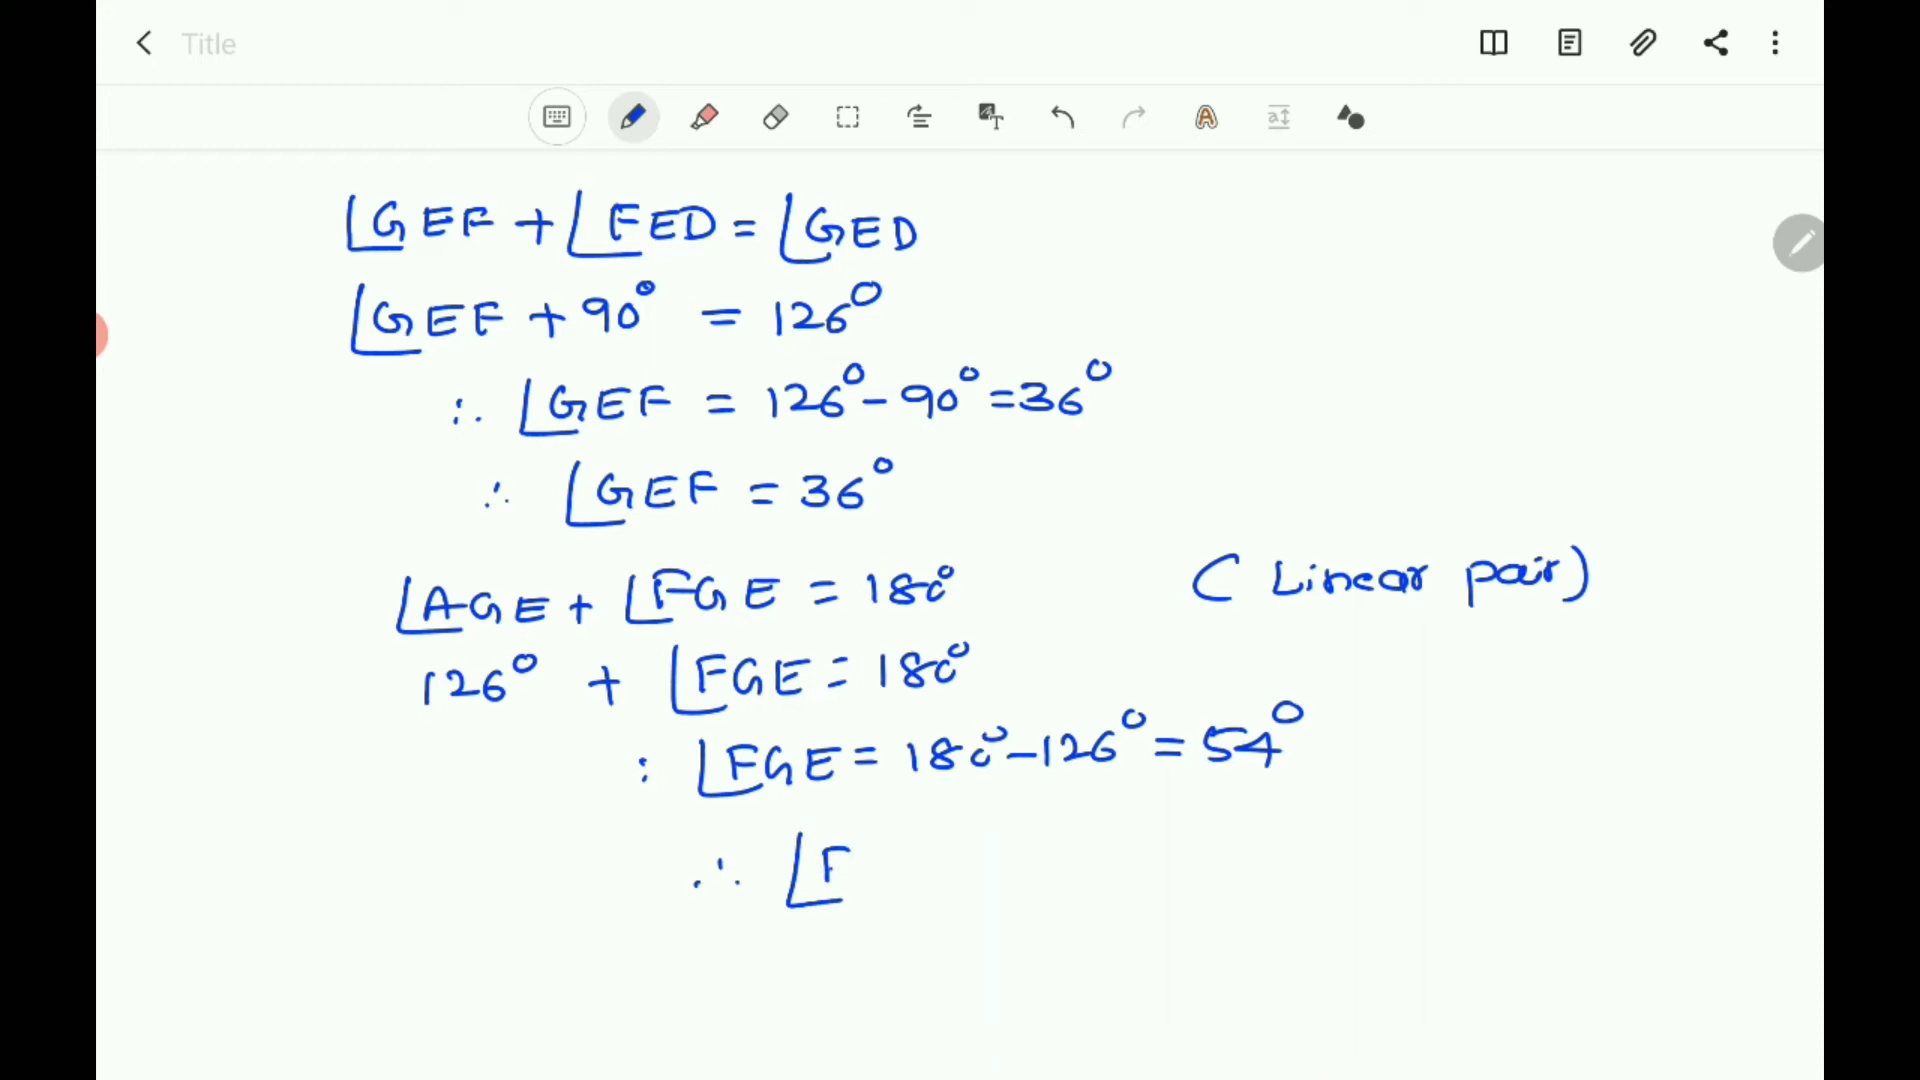 Title
∠GEF + ∠FED = ∠GED
∠GEF + 90° = 126°
∴ ∠GEF = 126° - 90° = 36°
∴ ∠GEF = 36°
∠AGE + ∠FGE = 180° (Linear pair)
126° + ∠FGE = 180°
: ∠FGE = 180° - 126° = 54°
∴ ∠F